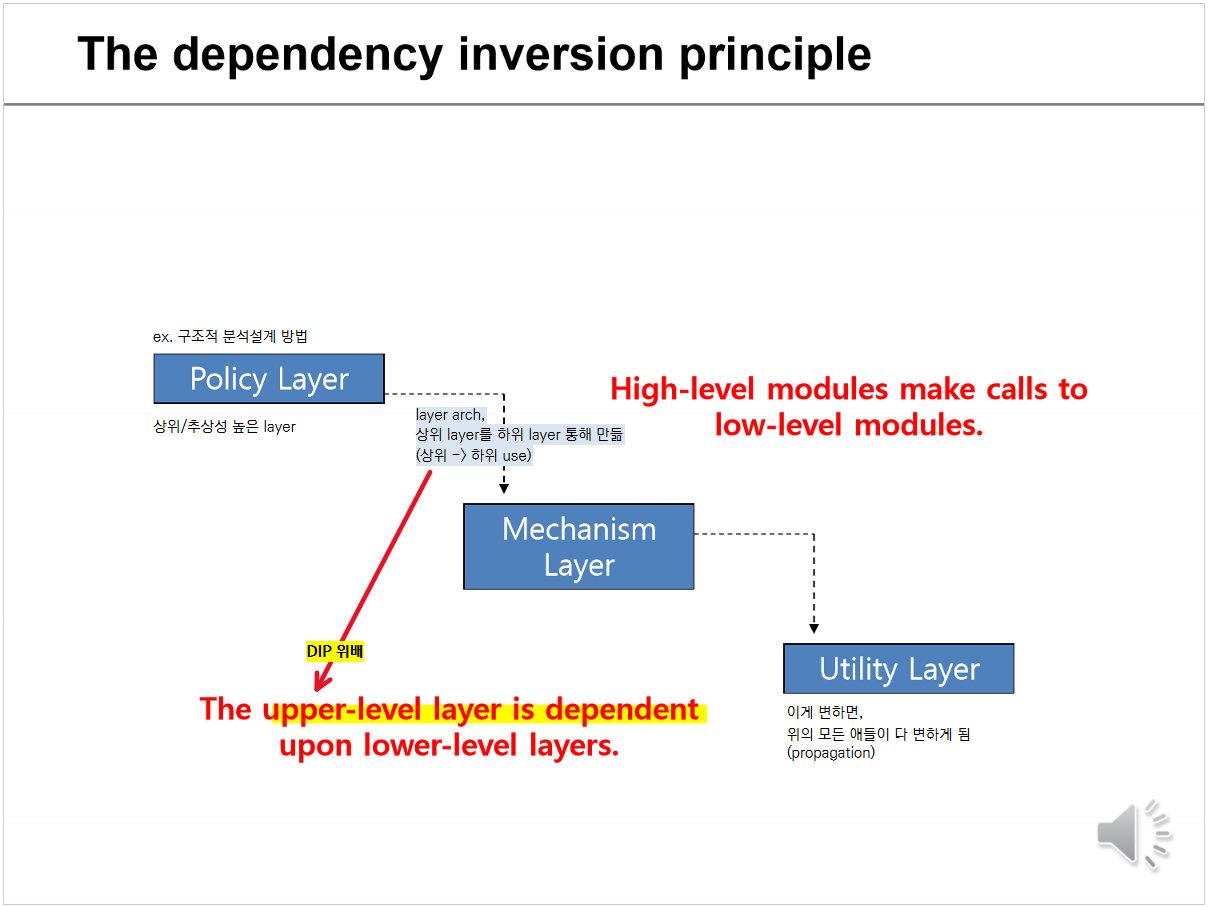 The dependency inversion principle
ex. 구조적 분석설계 방법
Policy Layer
상위/추상성 높은 layer
layer arch,
상위 layer를 하위 layer 통해 만듦
(상위 -> 하위 use)
High-level modules make calls to
low-level modules.
Mechanism
Layer
DIP 위배
The upper-level layer is dependent
upon lower-level layers.
Utility Layer
이게 변하면,
위의 모든 애들이 다 변하게 됨
(propagation)